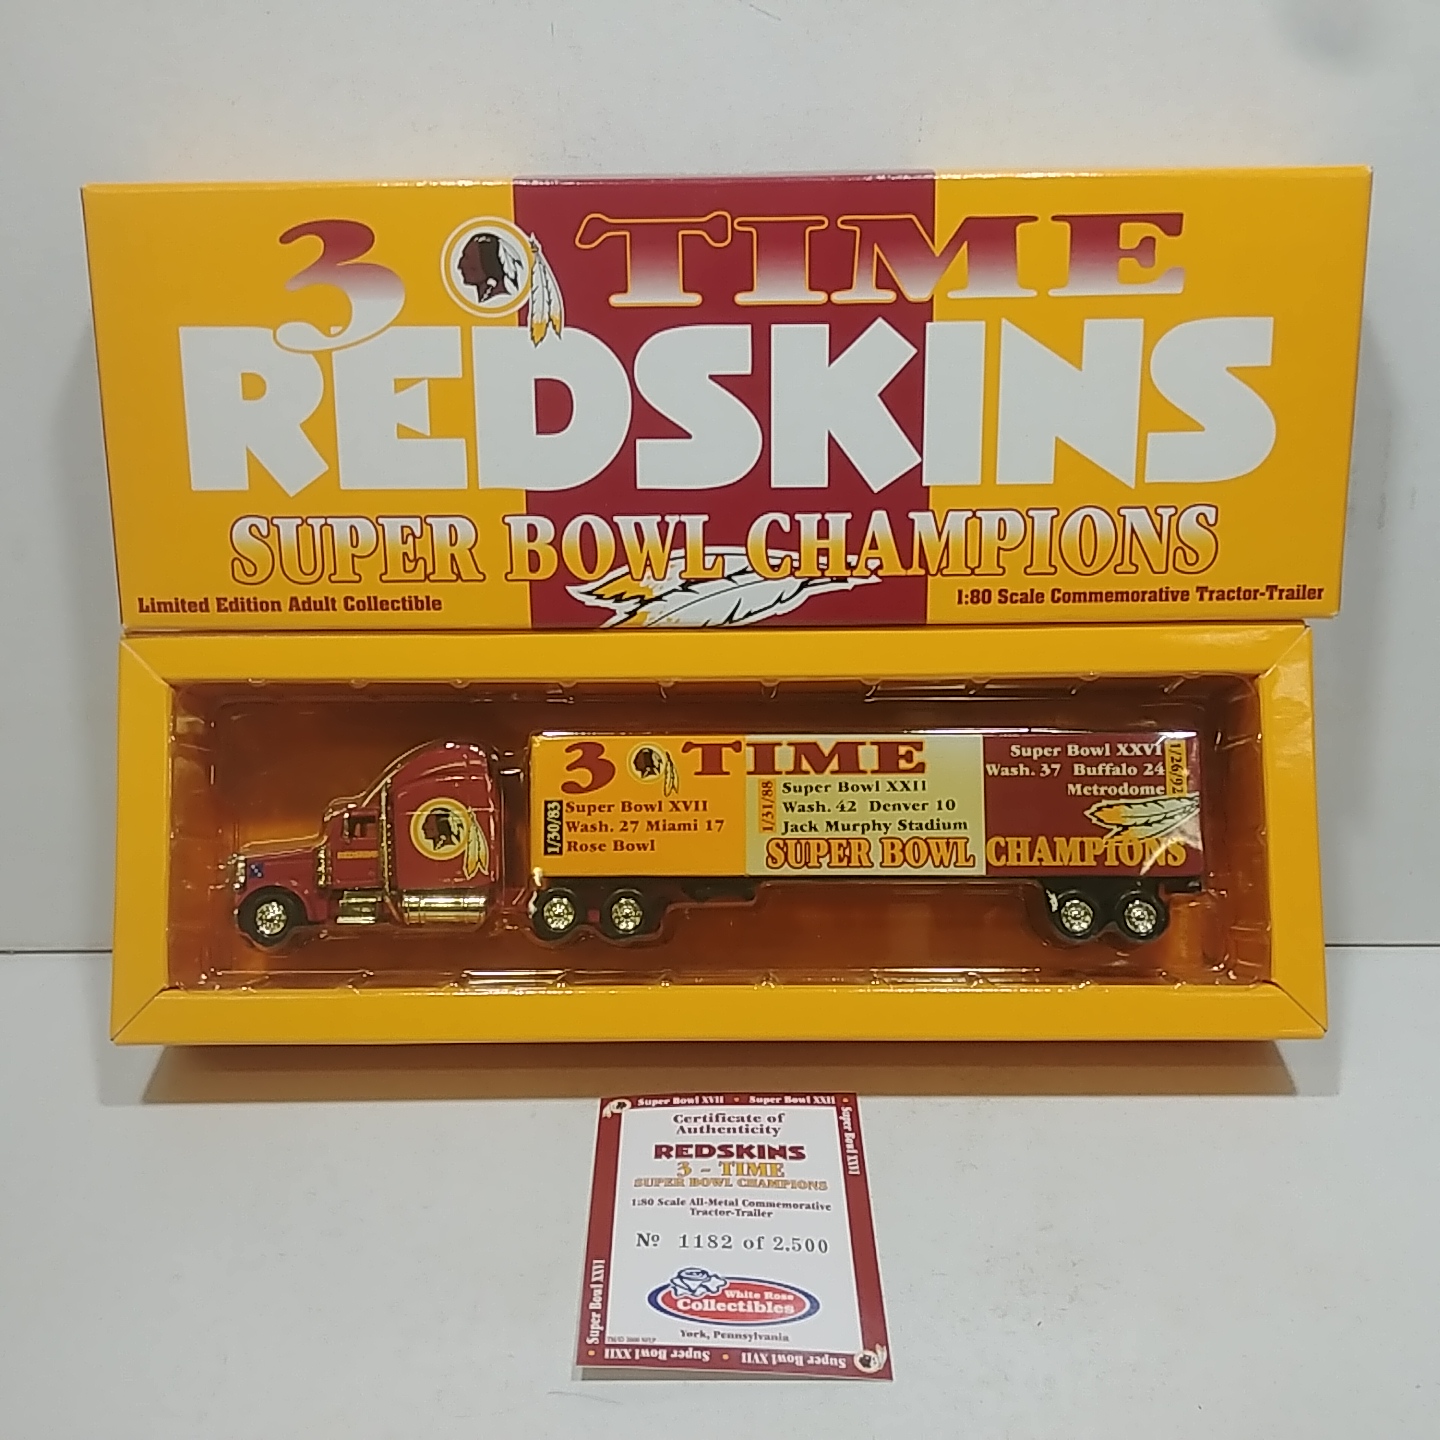 3 TIME
REDSKINS
SUPER BOWL CHAMPIONS
Limited Edition Adult Collectible
1:80 Scale Commemorative Tractor-Trailer
3 TIME
1/30/83
Super Bowl XVII
Wash. 27 Miami 17
Rose Bowl
1/31/88
Super Bowl XXII
Wash. 42 Denver 10
Jack Murphy Stadium
Super Bowl XXVI
Wash. 37 Buffalo 24
Metrodome
1/26/92
SUPER BOWL CHAMPIONS
Super Bowl XVII • Super Bowl XXII •
Super Bowl XXVI
Certificate of
Authenticity
REDSKINS
3 - TIME
SUPER BOWL CHAMPIONS
1:80 Scale All-Metal Commemorative
Tractor-Trailer
Nº 1182 of 2,500
White Rose
Collectibles
York, Pennsylvania
Super Bowl XXVI
Super Bowl XVII • Super Bowl XXII •